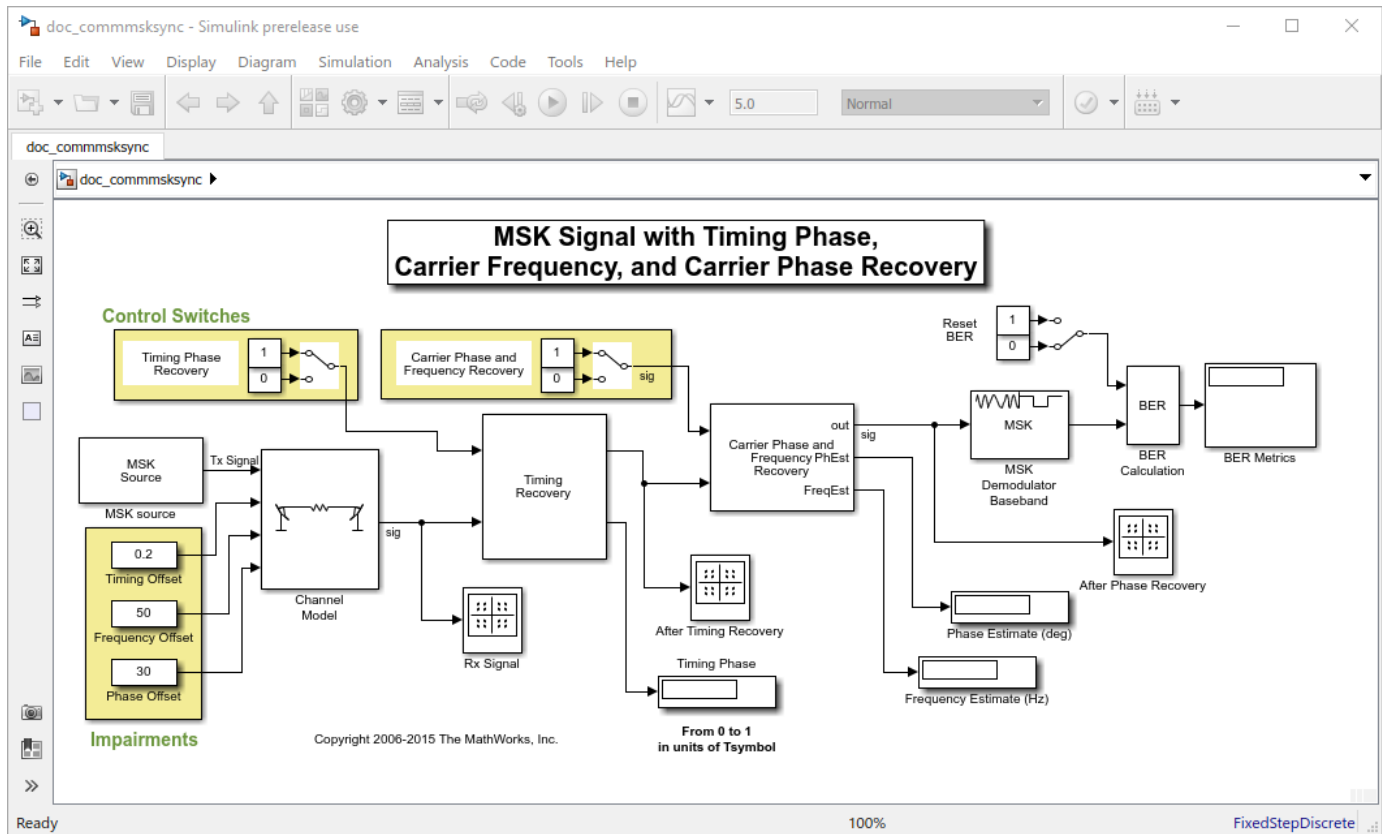 doc_commmsksync - Simulink prerelease use
File Edit View Display Diagram Simulation Analysis Code Tools Help
5.0 Normal
doc_commmsksync
doc_commmsksync
MSK Signal with Timing Phase,
Carrier Frequency, and Carrier Phase Recovery
Control Switches
Timing Phase
Recovery
1
0
Carrier Phase and
Frequency Recovery
1
0
sig
Reset
BER
1
0
MSK
Source
MSK source
Tx Signal
0.2
Timing Offset
50
Frequency Offset
30
Phase Offset
Impairments
Channel
Model
sig
Rx Signal
Timing
Recovery
After Timing Recovery
Timing Phase
From 0 to 1
in units of Tsymbol
out
Carrier Phase and
Frequency PhEst
Recovery
FreqEst
sig
MSK
MSK
Demodulator
Baseband
BER
BER
Calculation
BER Metrics
After Phase Recovery
Phase Estimate (deg)
Frequency Estimate (Hz)
Copyright 2006-2015 The MathWorks, Inc.
Ready 100% FixedStepDiscrete